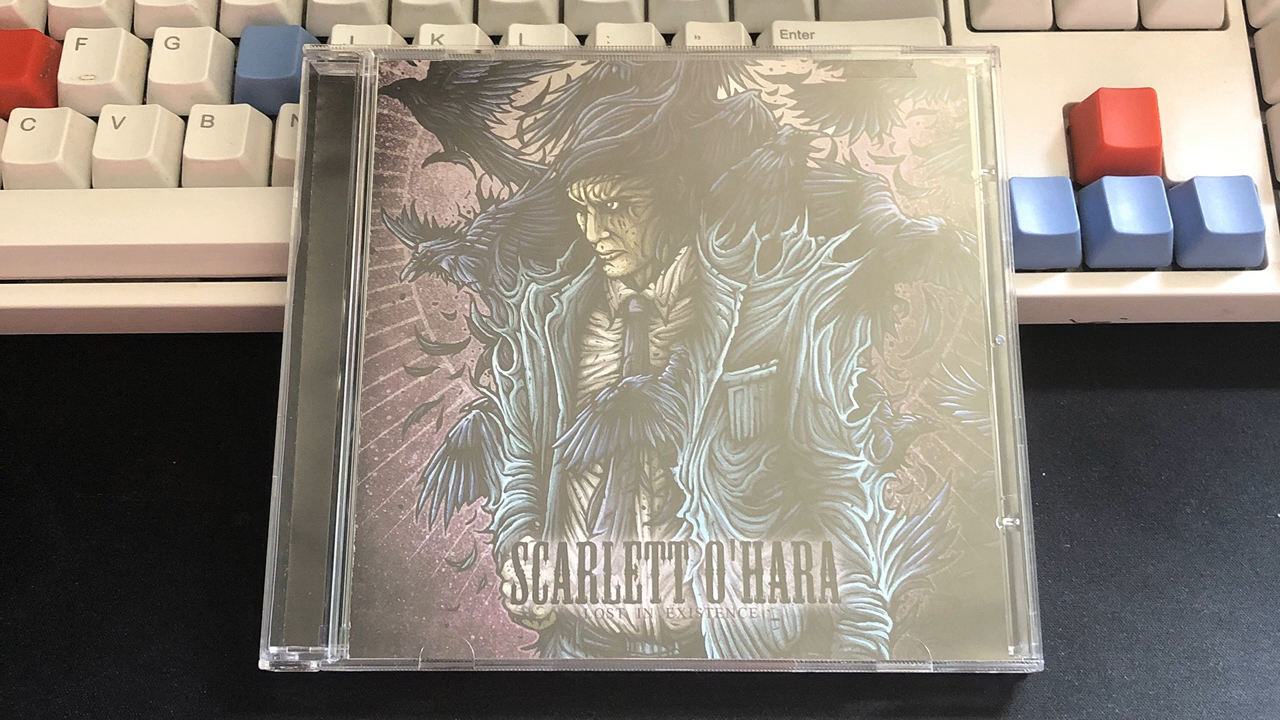 F G L K L : " Enter
C V B N
SCARLETT O'HARA
LOST IN EXISTENCE